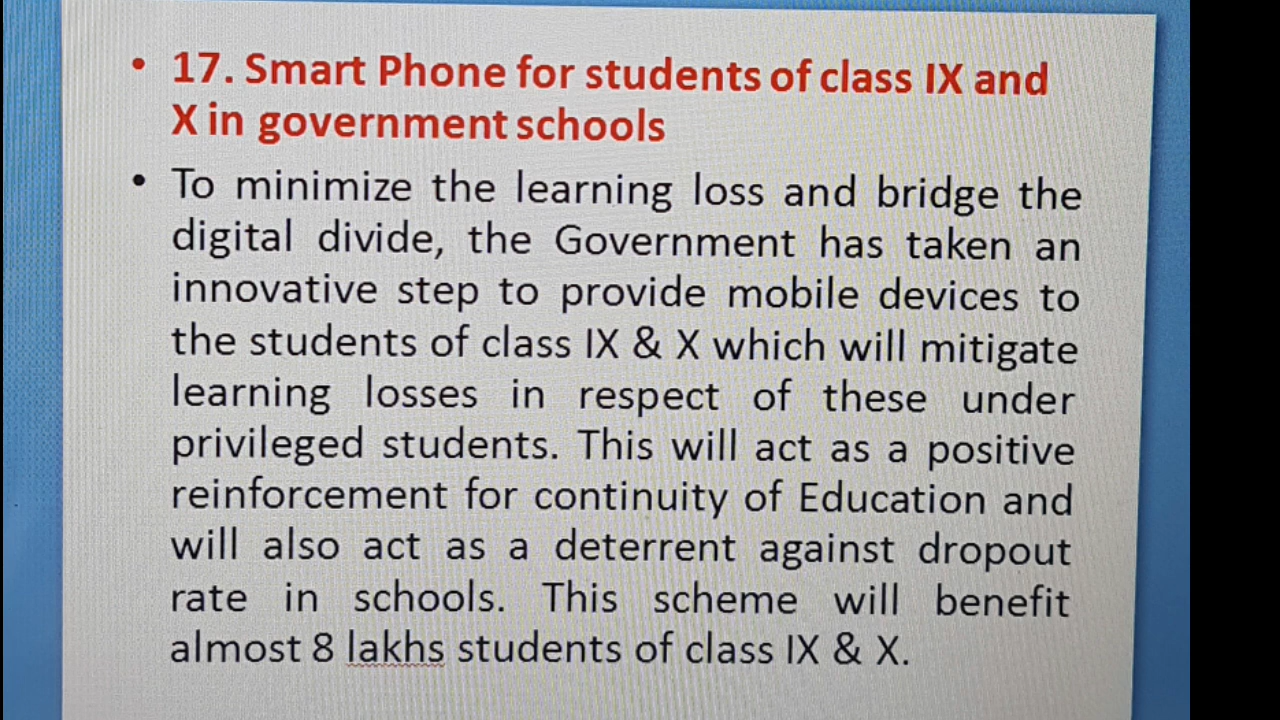 • 17. Smart Phone for students of class IX and
X in government schools
• To minimize the learning loss and bridge the
digital divide, the Government has taken an
innovative step to provide mobile devices to
the students of class IX & X which will mitigate
learning losses in respect of these under
privileged students. This will act as a positive
reinforcement for continuity of Education and
will also act as a deterrent against dropout
rate in schools. This scheme will benefit
almost 8 lakhs students of class IX & X.